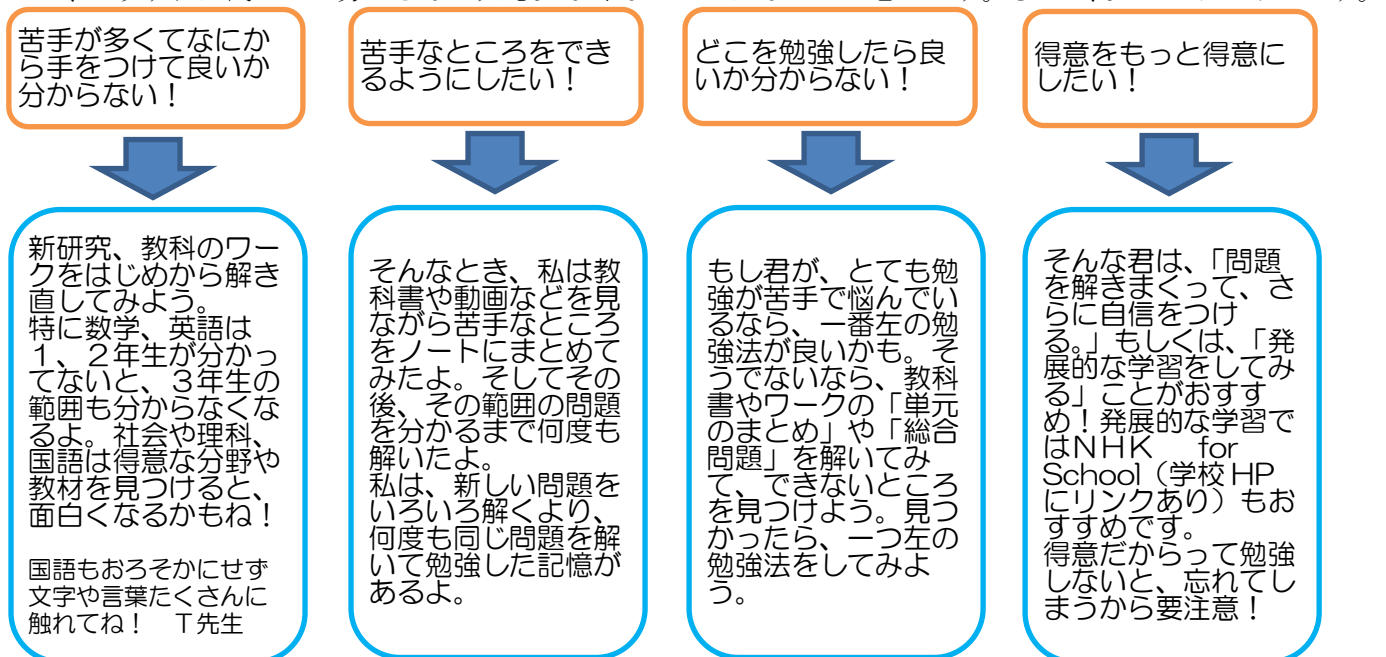 苦手が多くてなにか
ら手をつけて良いか
分からない！
苦手なところをでき
るようにしたい！
どこを勉強したら良
いか分からない！
得意をもっと得意に
したい！
新研究、教科のワー
クをはじめから解き
直してみよう。
特に数学、英語は
１、２年生が分かっ
てないと、３年生の
範囲も分からなくな
るよ。社会や理科、
国語は得意な分野や
教材を見つけると、
面白くなるかもね！
国語もおろそかにせず
文字や言葉たくさんに
触れてね！　Ｔ先生
そんなとき、私は教
科書や動画などを見
ながら苦手なところ
をノートにまとめて
みたよ。そしてその
後、その範囲の問題
を分かるまで何度も
解いたよ。
私は、新しい問題を
いろいろ解くより、
何度も同じ問題を解
いて勉強した記憶が
あるよ。
もし君が、とても勉
強が苦手で悩んでい
るなら、一番左の勉
強法が良いかも。そ
うでないなら、教科
書やワークの「単元
のまとめ」や「総合
問題」を解いてみ
て、できないところ
を見つけよう。見つ
かったら、一つ左の
勉強法をしてみよ
う。
そんな君は、「問題
を解きまくって、さ
らに自信をつけ
る。」もしくは、「発
展的な学習をしてみ
る」ことがおすす
め！発展的な学習で
はＮＨＫ　for
School（学校 HP
にリンクあり）もお
すすめです。
得意だからって勉強
しないと、忘れてし
まうから要注意！